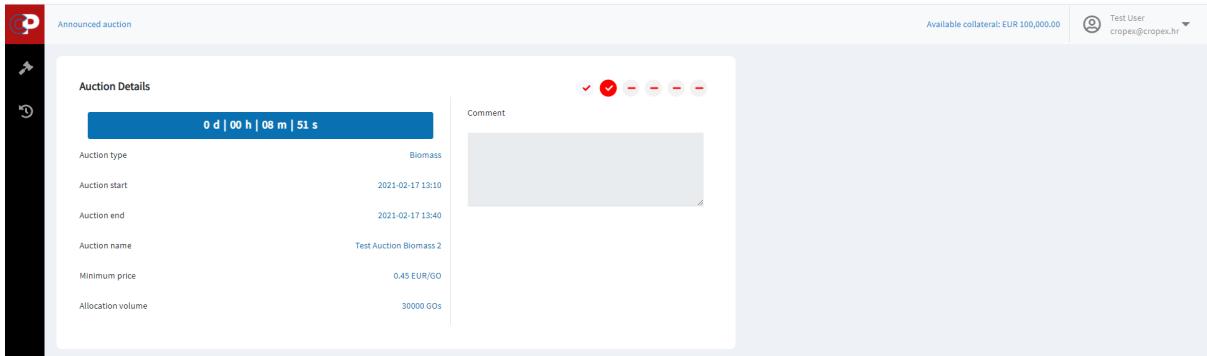 CP
Announced auction
Available collateral: EUR 100,000.00
Test User
cropex@cropex.hr
Auction Details
0 d | 00 h | 08 m | 51 s
Auction type Biomass
Auction start 2021-02-17 13:10
Auction end 2021-02-17 13:40
Auction name Test Auction Biomass 2
Minimum price 0.45 EUR/GO
Allocation volume 30000 GOs
Comment